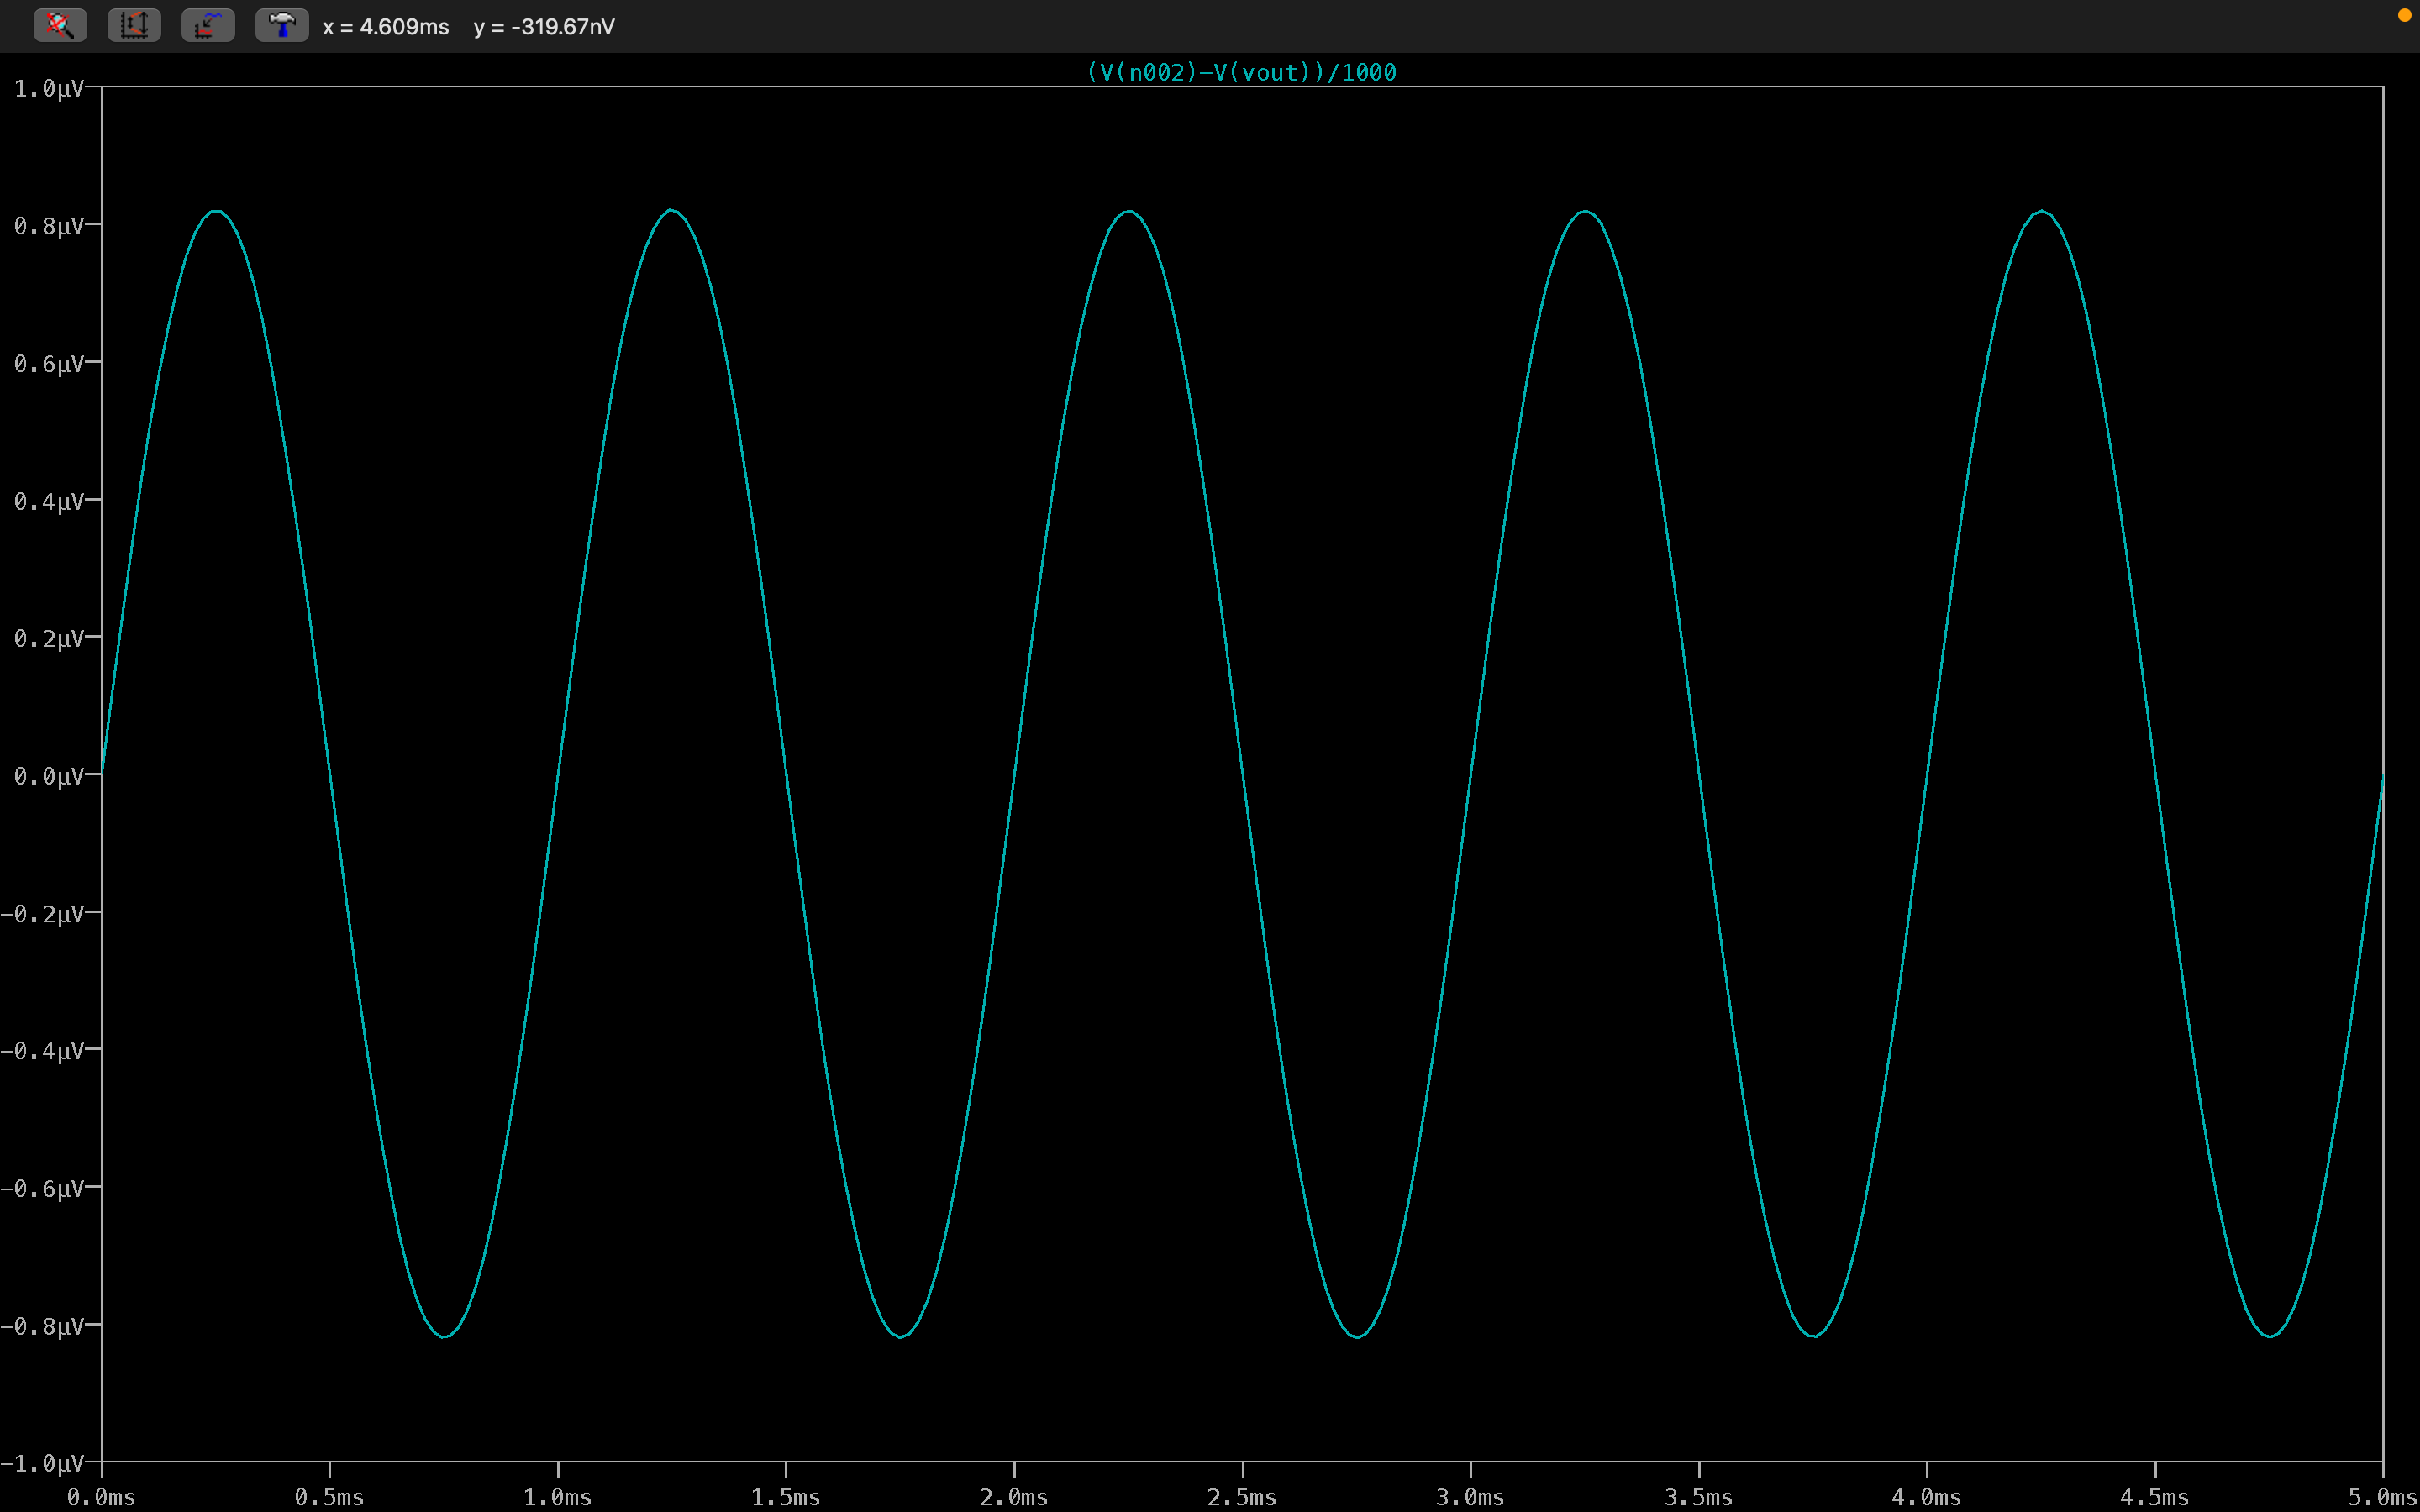 x = 4.609ms y = -319.67nV
(V(n002)−V(vout))/1000
1.0µV
0.8µV
0.6µV
0.4µV
0.2µV
0.0µV
−0.2µV
−0.4µV
−0.6µV
−0.8µV
−1.0µV
0.0ms 0.5ms 1.0ms 1.5ms 2.0ms 2.5ms 3.0ms 3.5ms 4.0ms 4.5ms 5.0ms